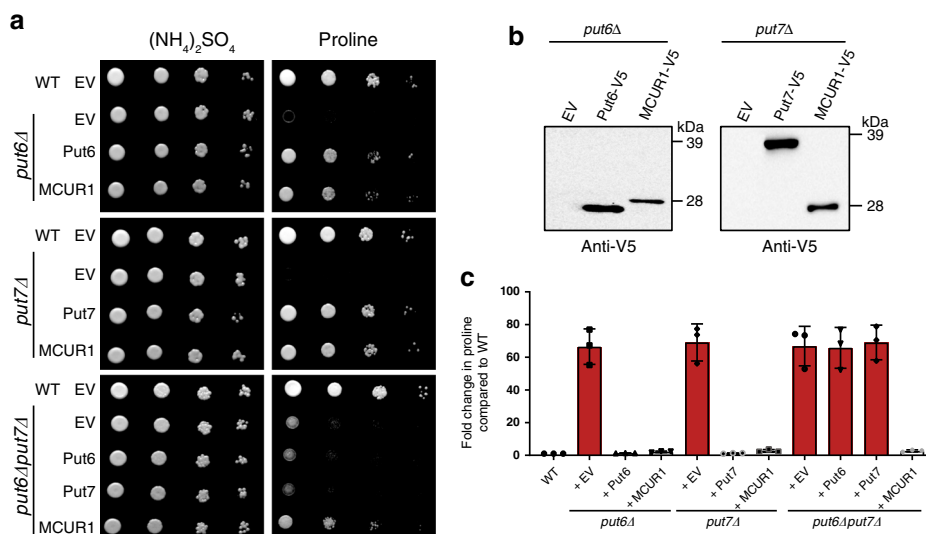 a
(NH4)2SO4
Proline
WT EV
put6Δ
EV
Put6
MCUR1
WT EV
put7Δ
EV
Put7
MCUR1
WT EV
put6Δput7Δ
EV
Put6
Put7
MCUR1
b
put6Δ
put7Δ
EV
Put6-V5
MCUR1-V5
EV
Put7-V5
MCUR1-V5
kDa
39
28
kDa
39
28
Anti-V5
Anti-V5
c
Fold change in proline
compared to WT
100
80
60
40
20
0
WT
+ EV
+ Put6
+ MCUR1
+ EV
+ Put7
+ MCUR1
+ EV
+ Put6
+ Put7
+ MCUR1
put6Δ
put7Δ
put6Δput7Δ